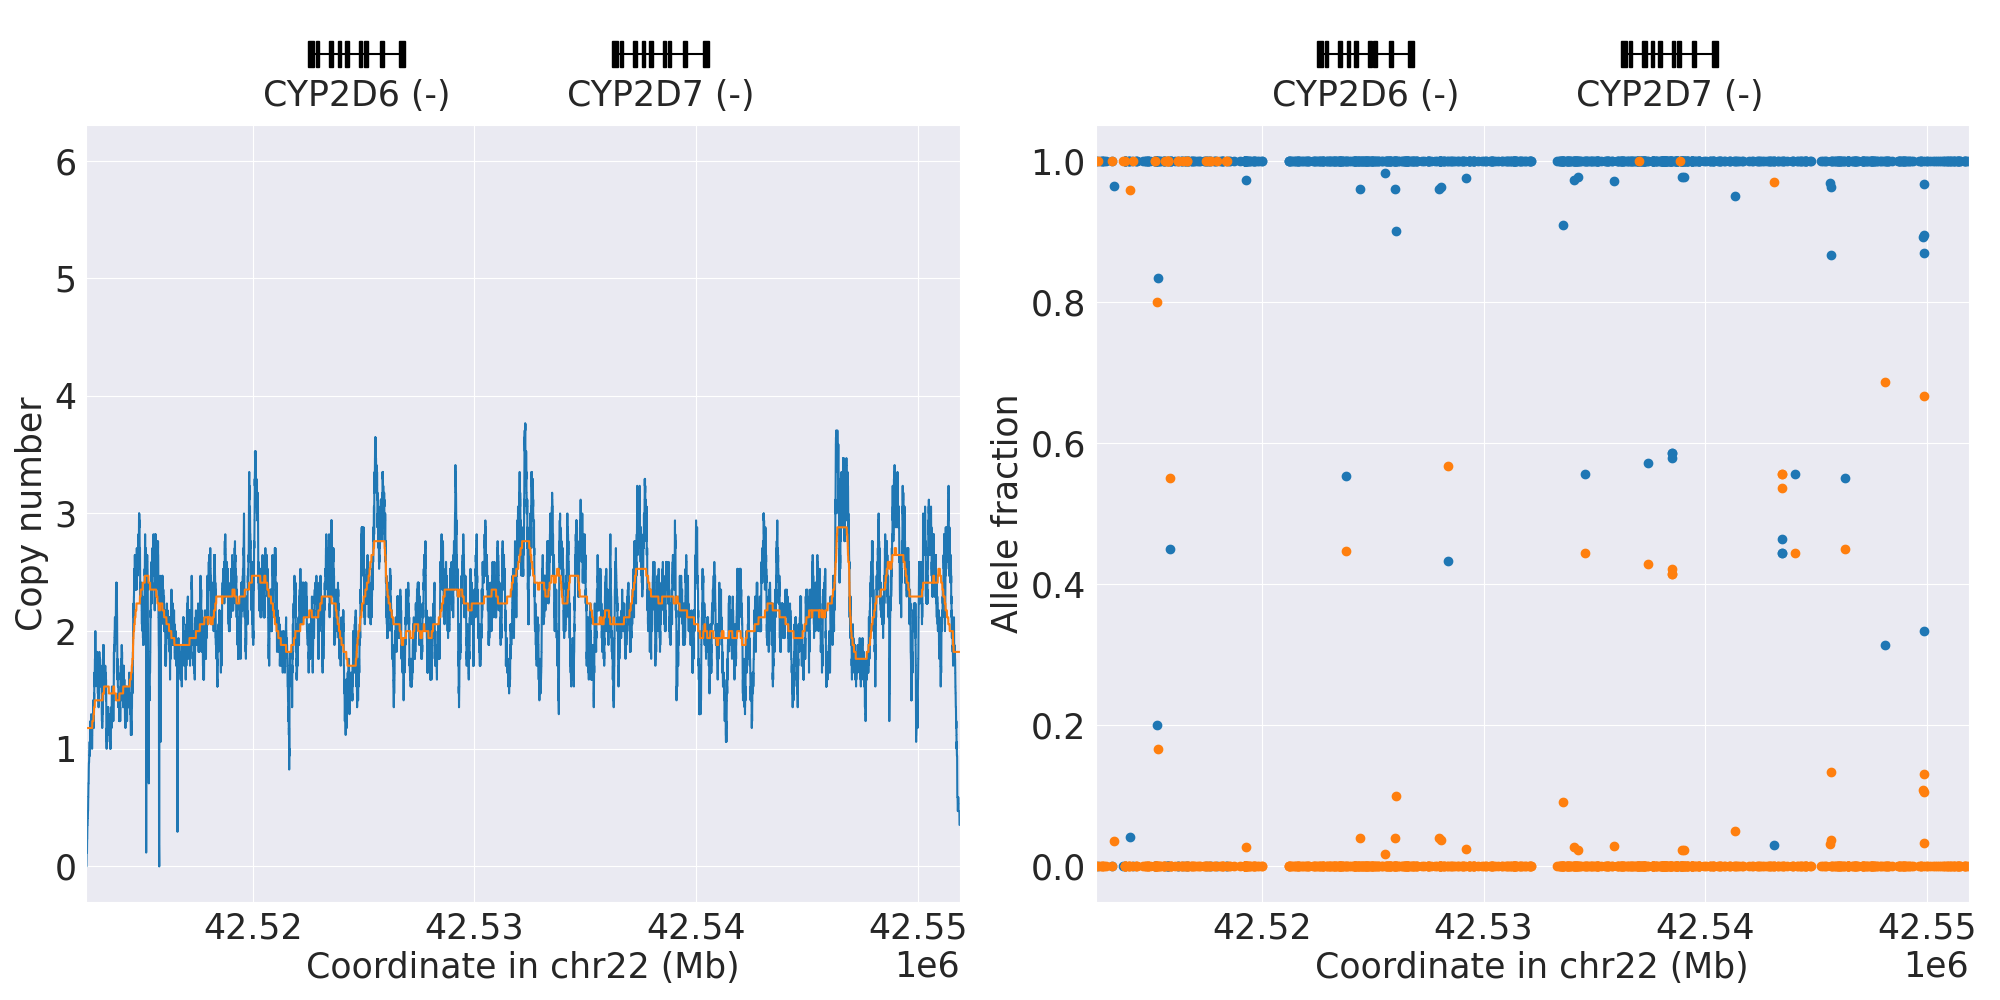 CYP2D6 (-)
CYP2D7 (-)
6
5
4
3
2
1
0
Copy number
42.52
42.53
42.54
42.55
1e6
Coordinate in chr22 (Mb)
CYP2D6 (-)
CYP2D7 (-)
1.0
0.8
0.6
0.4
0.2
0.0
Allele fraction
42.52
42.53
42.54
42.55
1e6
Coordinate in chr22 (Mb)